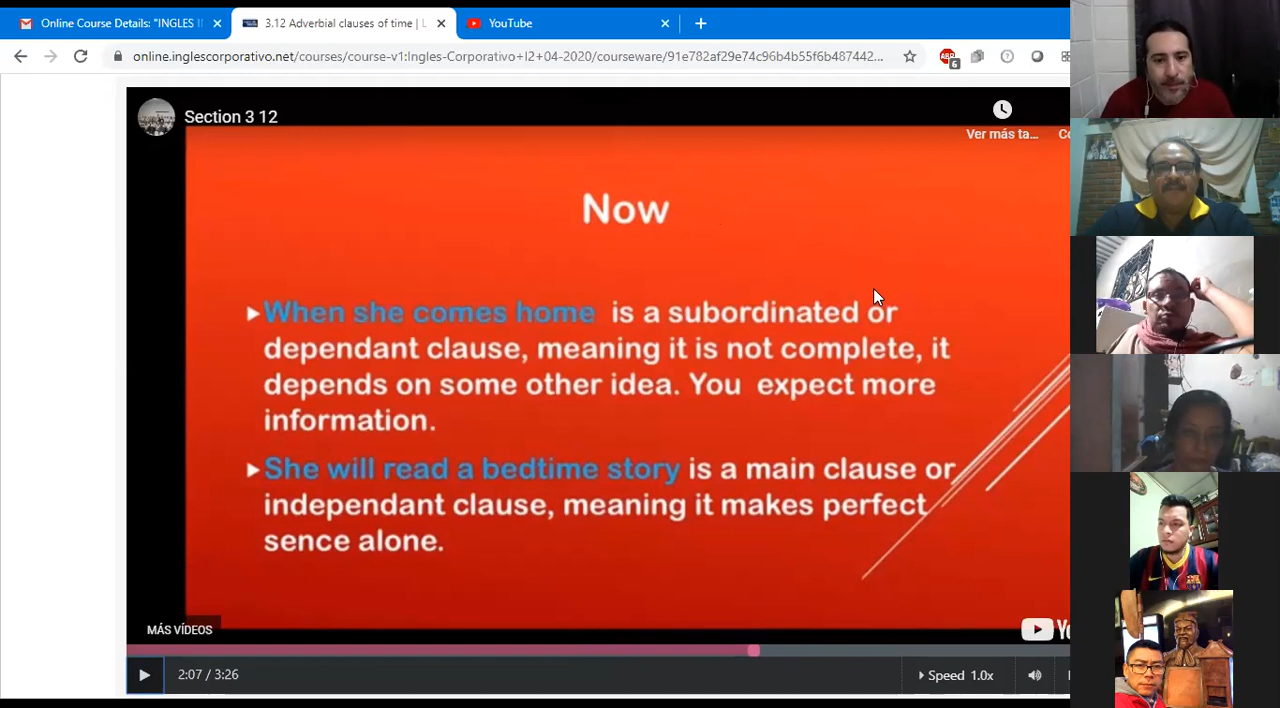 Online Course Details: "INGLES I
3.12 Adverbial clauses of time | L
YouTube
online.inglescorporativo.net/courses/course-v1:Ingles-Corporativo+I2+04-2020/courseware/91e782af29e74c96b4b55f6b487442...
ABP
6
Section 3 12
Ver más ta...
Now
When she comes home is a subordinated or
dependant clause, meaning it is not complete, it
depends on some other idea. You expect more
information.
She will read a bedtime story is a main clause or
independant clause, meaning it makes perfect
sence alone.
MÁS VÍDEOS
2:07 / 3:26
Speed 1.0x